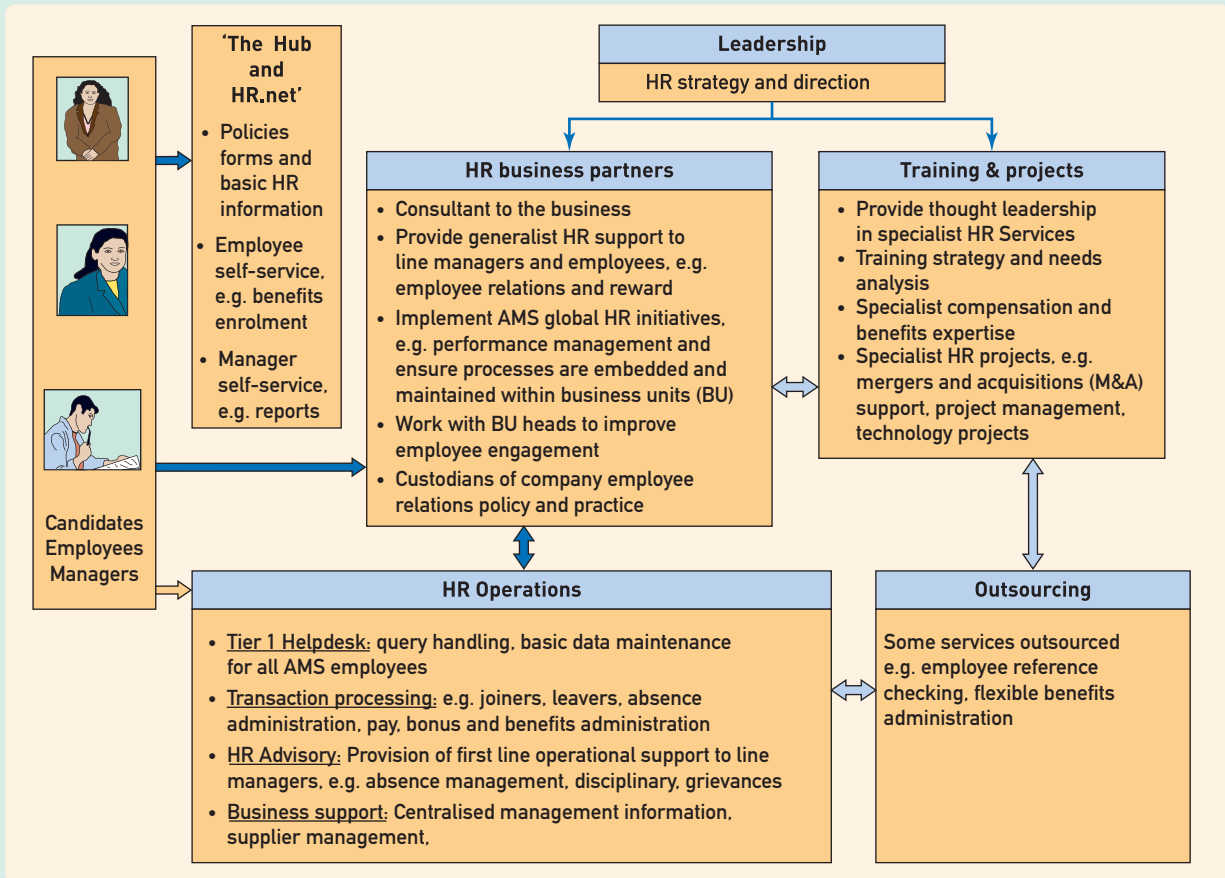 Candidates
Employees
Managers
‘The Hub
and
HR.net’
• Policies
forms and
basic HR
information
• Employee
self-service,
e.g. benefits
enrolment
• Manager
self-service,
e.g. reports
Leadership
HR strategy and direction
HR business partners
• Consultant to the business
• Provide generalist HR support to
line managers and employees, e.g.
employee relations and reward
• Implement AMS global HR initiatives,
e.g. performance management and
ensure processes are embedded and
maintained within business units (BU)
• Work with BU heads to improve
employee engagement
• Custodians of company employee
relations policy and practice
Training & projects
• Provide thought leadership
in specialist HR Services
• Training strategy and needs
analysis
• Specialist compensation and
benefits expertise
• Specialist HR projects, e.g.
mergers and acquisitions (M&A)
support, project management,
technology projects
HR Operations
• Tier 1 Helpdesk: query handling, basic data maintenance
for all AMS employees
• Transaction processing: e.g. joiners, leavers, absence
administration, pay, bonus and benefits administration
• HR Advisory: Provision of first line operational support to line
managers, e.g. absence management, disciplinary, grievances
• Business support: Centralised management information,
supplier management,
Outsourcing
Some services outsourced
e.g. employee reference
checking, flexible benefits
administration